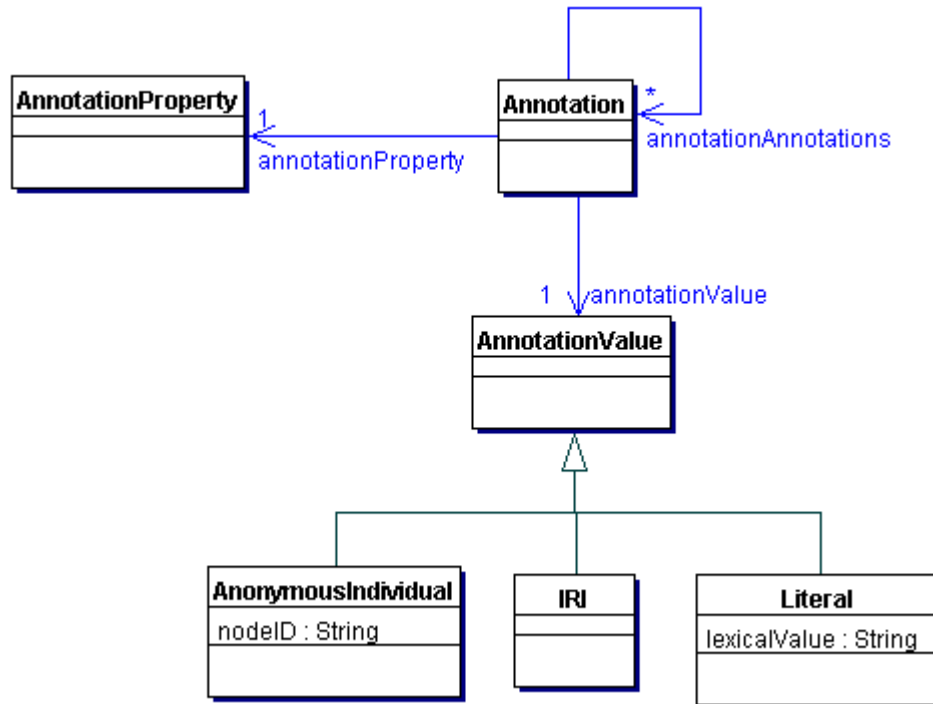 AnnotationProperty
1
annotationProperty
Annotation
*
annotationAnnotations
1 annotationValue
AnnotationValue
AnonymousIndividual
nodeID : String
IRI
Literal
lexicalValue : String